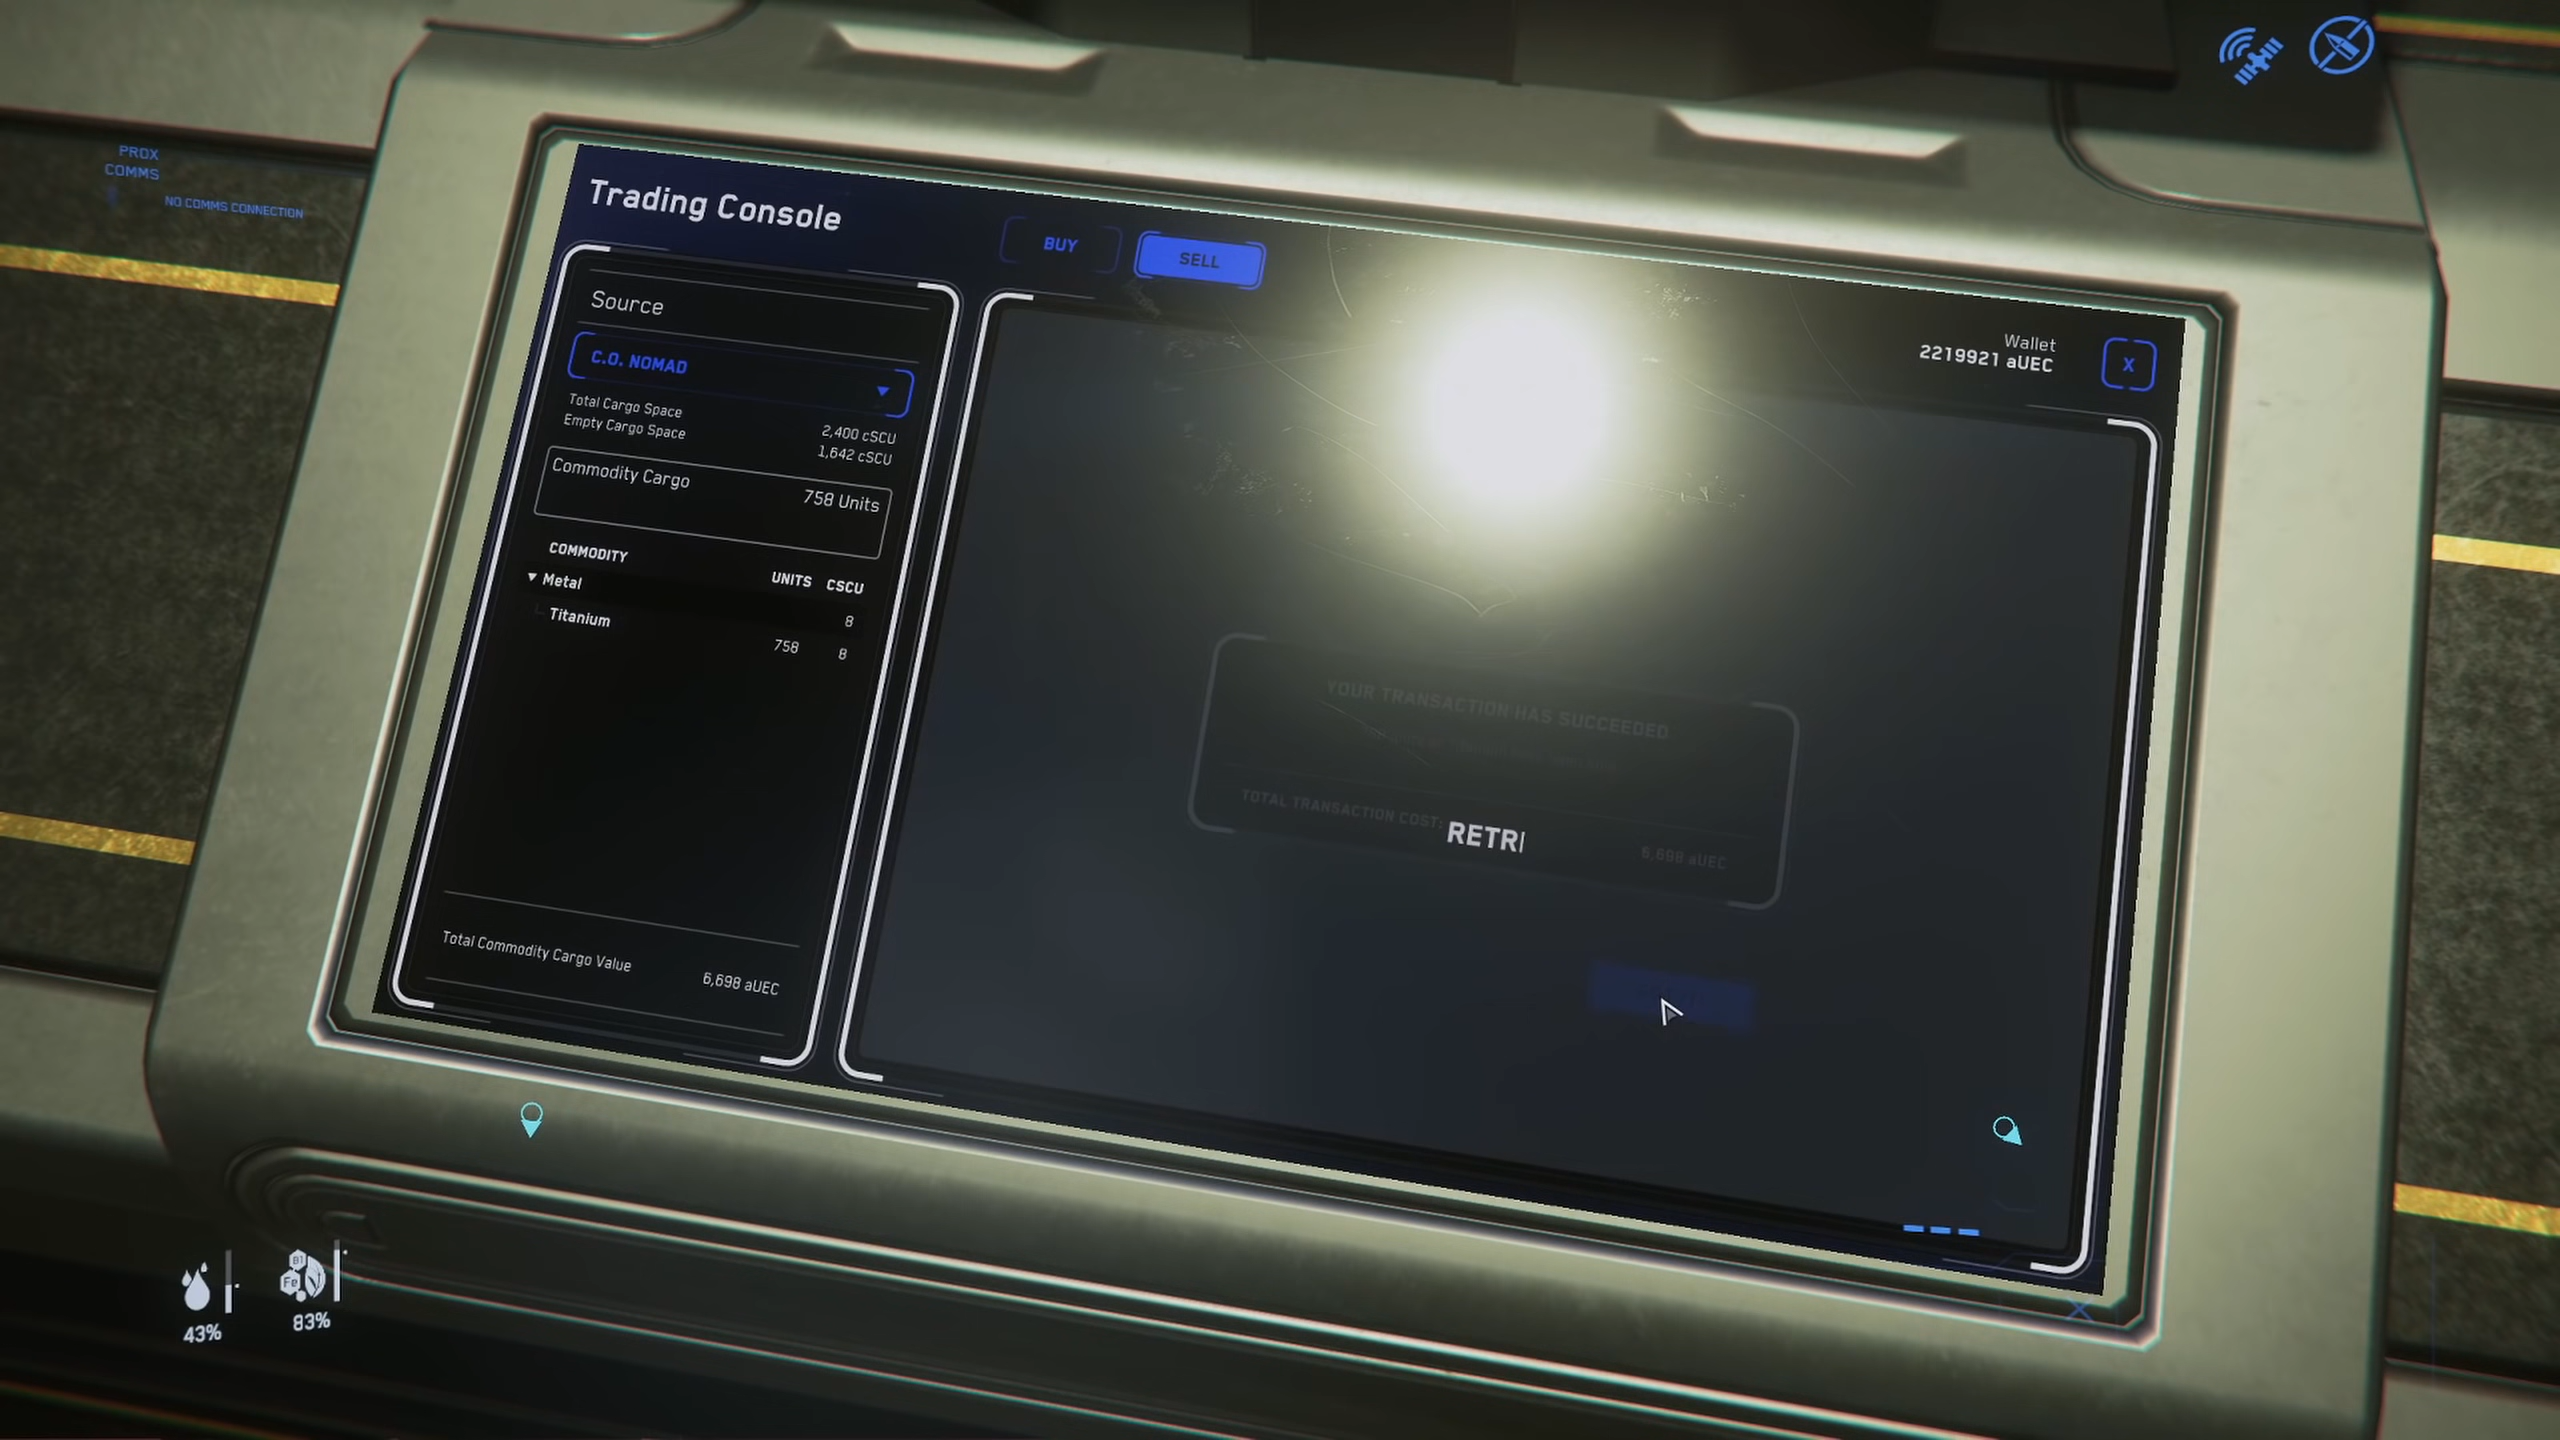 PROX
COMMS
NO COMMS CONNECTION
Trading Console
BUY
SELL
Wallet
2219921 aUEC
X
Source
C.O. NOMAD
Total Cargo Space 2,400 cSCU
Empty Cargo Space 1,642 cSCU
Commodity Cargo 758 Units
COMMODITY UNITS CSCU
Metal 8
Titanium 758 8
Total Commodity Cargo Value 6,698 aUEC
YOUR TRANSACTION HAS SUCCEEDED
TOTAL TRANSACTION COST: 6,698 aUEC
RETRI
B1
Fe
43%
83%